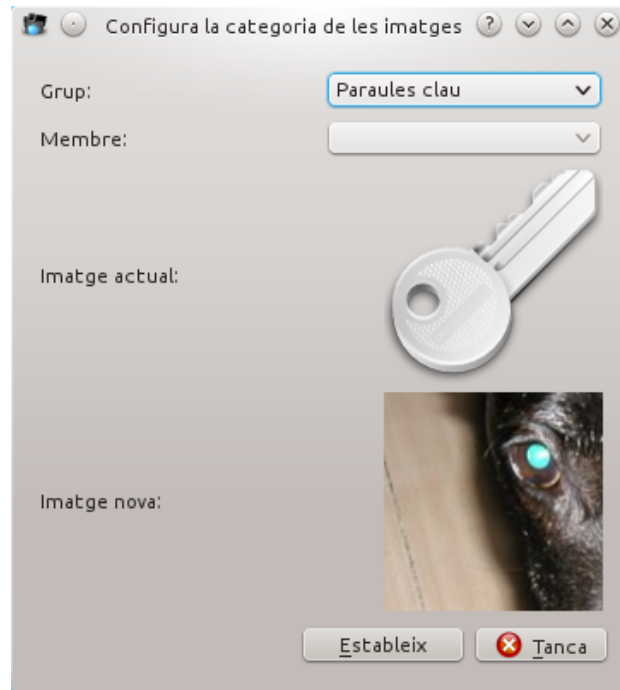 Configura la categoria de les imatges
Grup:
Paraules clau
Membre:
Imatge actual:
Imatge nova:
Estableix
Tanca